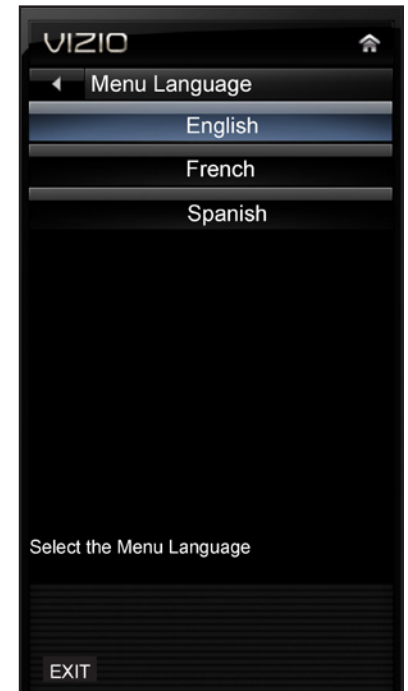 VIZIO
Menu Language
English
French
Spanish
Select the Menu Language
EXIT